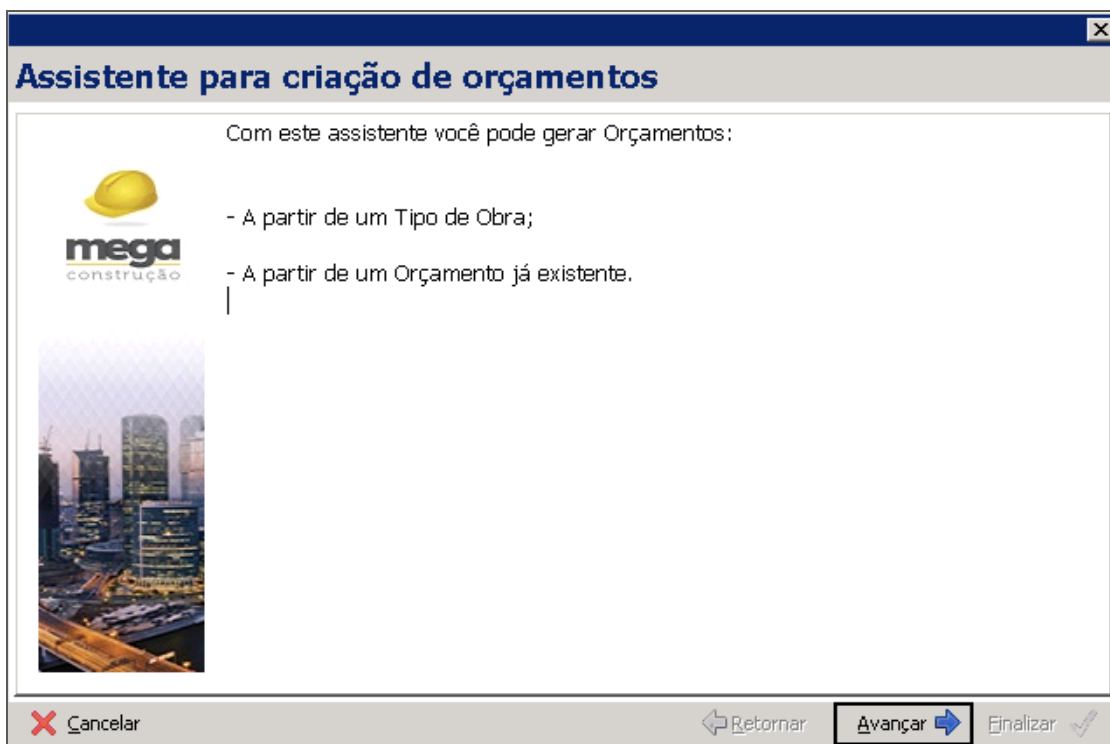 Assistente para criação de orçamentos
Com este assistente você pode gerar Orçamentos:
- A partir de um Tipo de Obra;
- A partir de um Orçamento já existente.
mega
construção
Cancelar
Retornar
Avançar
Finalizar